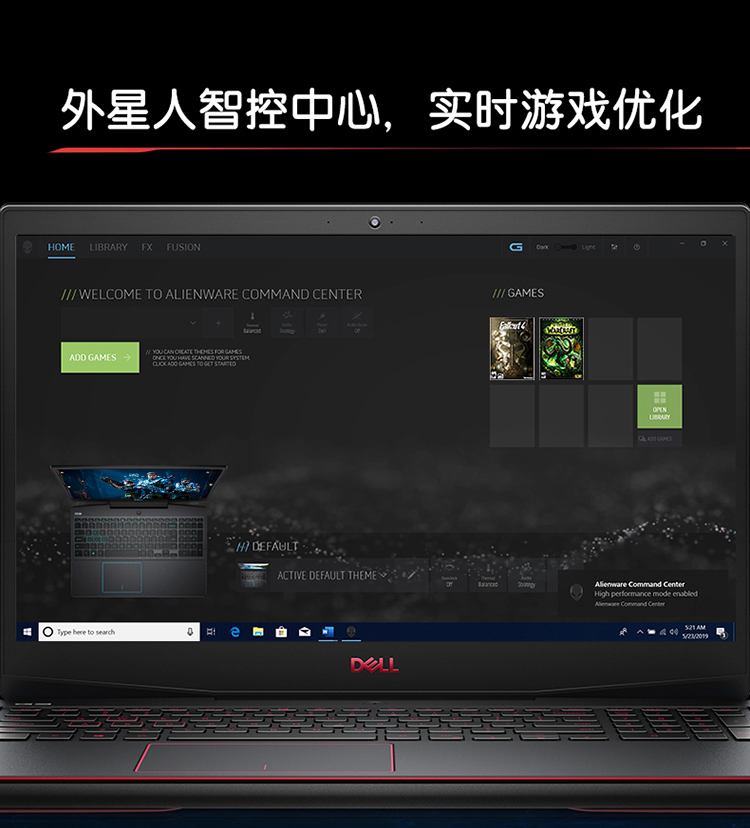 外星人智控中心，实时游戏优化
HOME LIBRARY FX FUSION
Dark Light
///WELCOME TO ALIENWARE COMMAND CENTER
///GAMES
Balanced
Strategy
Off
ADD GAMES
// YOU CAN CREATE THEMES FOR GAMES
ONCE YOU HAVE SCANNED YOUR SYSTEM.
CLICK ADD GAMES TO GET STARTED
Fallout 4
WARCRAFT
OPEN
LIBRARY
ADD GAMES
///DEFAULT
ACTIVE DEFAULT THEME
Off
Balanced
Strategy
Alienware Command Center
High performance mode enabled
Alienware Command Center
Type here to search
5:21 AM
5/23/2019
DELL